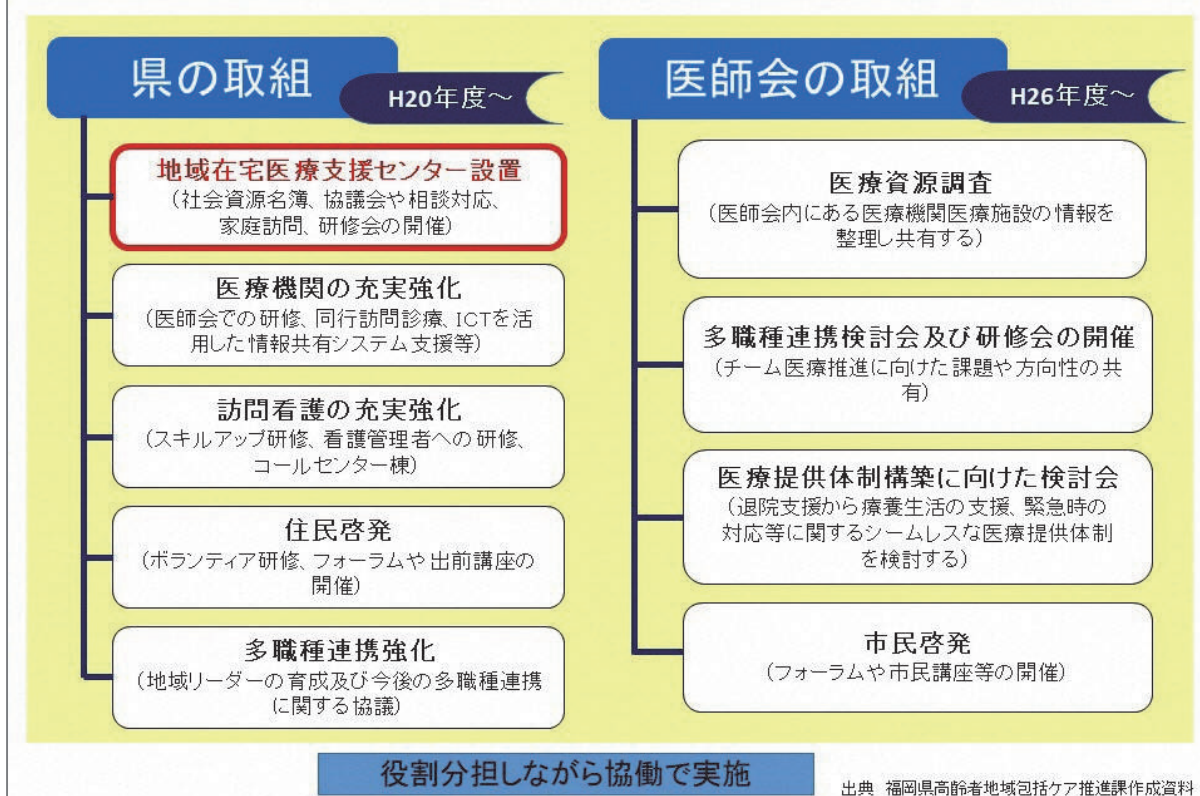 県の取組
H20年度～
地域在宅医療支援センター設置
(社会資源名簿、協議会や相談対応、
家庭訪問、研修会の開催)
医療機関の充実強化
(医師会での研修、同行訪問診療、ICTを活
用した情報共有システム支援等)
訪問看護の充実強化
(スキルアップ研修、看護管理者への研修、
コールセンター棟)
住民啓発
(ボランティア研修、フォーラムや出前講座の
開催)
多職種連携強化
(地域リーダーの育成及び今後の多職種連携
に関する協議)
医師会の取組
H26年度～
医療資源調査
(医師会内にある医療機関医療施設の情報を
整理し共有する)
多職種連携検討会及び研修会の開催
(チーム医療推進に向けた課題や方向性の共
有)
医療提供体制構築に向けた検討会
(退院支援から療養生活の支援、緊急時の
対応等に関するシームレスな医療提供体制
を検討する)
市民啓発
(フォーラムや市民講座等の開催)
役割分担しながら協働で実施
出典 福岡県高齢者地域包括ケア推進課作成資料